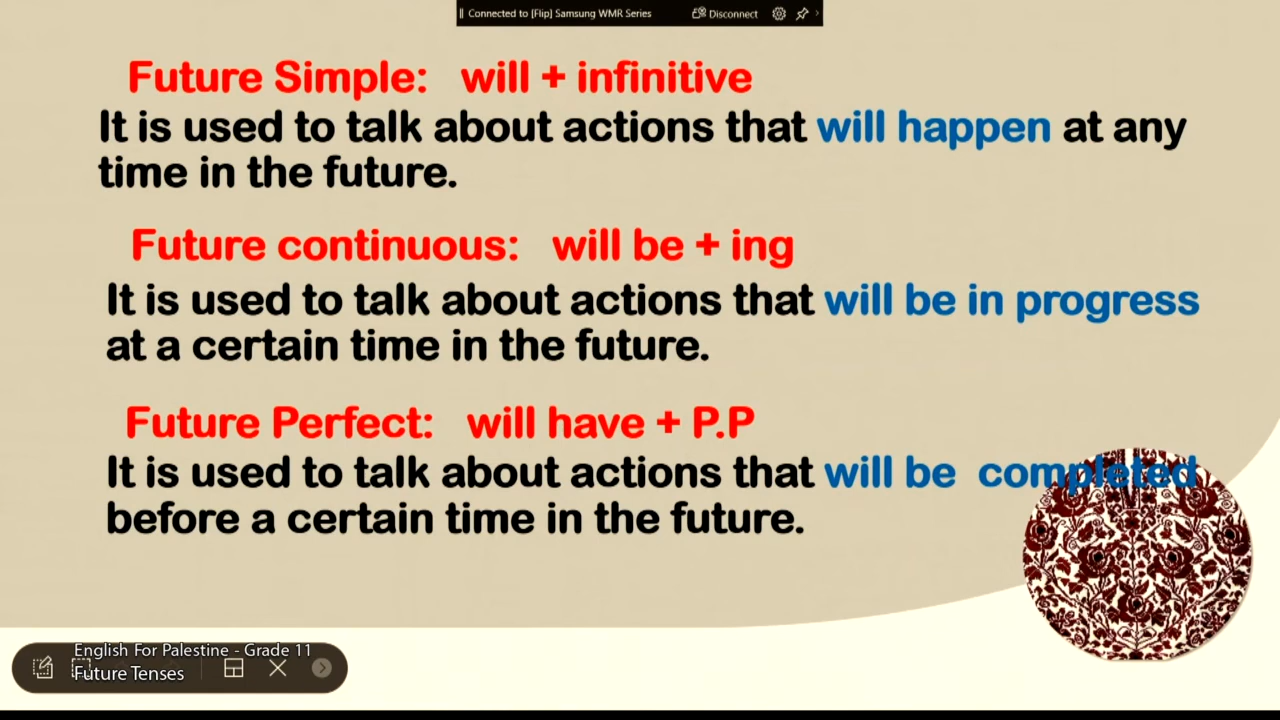 Connected to [Flip] Samsung WMR Series
Disconnect
Future Simple: will + infinitive
It is used to talk about actions that will happen at any
time in the future.
Future continuous: will be + ing
It is used to talk about actions that will be in progress
at a certain time in the future.
Future Perfect: will have + P.P
It is used to talk about actions that will be completed
before a certain time in the future.
English For Palestine - Grade 11
Future Tenses